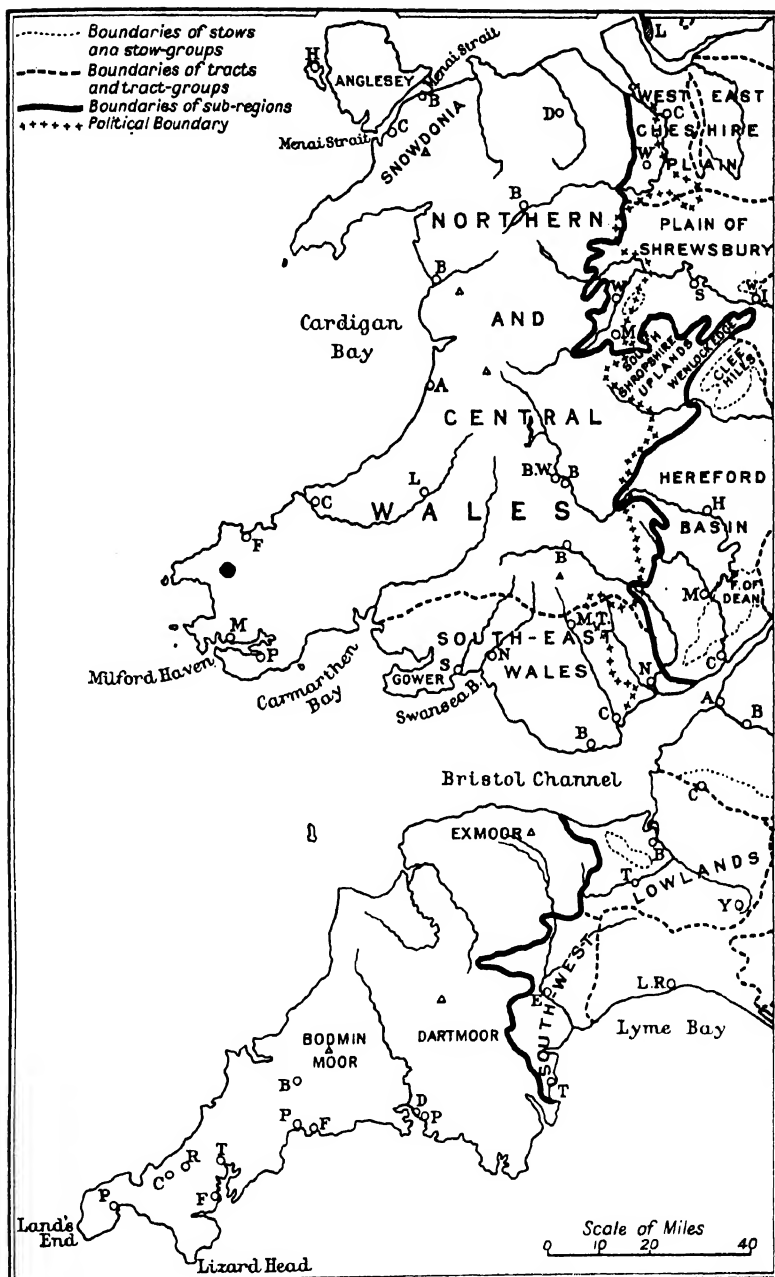 Boundaries of stows
and stow-groups
Boundaries of tracts
and tract-groups
Boundaries of sub-regions
Political Boundary
L
H
ANGLESEY
Menai Strait
B
Menai Strait
C
SNOWDONIA
D
WEST EAST
C
CHESHIRE
W
PLAIN
B
NORTHERN
PLAIN OF
SHREWSBURY
B
W
S
W
I
Cardigan
Bay
AND
M
SOUTH
SHROPSHIRE
UPLANDS
WENLOCK EDGE
CLEE
HILLS
A
CENTRAL
L
B.W.
B
HEREFORD
C
WALES
H
BASIN
F
B
M
F. OF
DEAN
M
P
Milford Haven
Carmarthen
Bay
M.T.
SOUTH-EAST
WALES
N
S
GOWER
Swansea B.
N
C
C
B
A
B
Bristol Channel
C
EXMOOR
B
T
LOWLANDS
Y
SOUTH-WEST
E
L.R
Lyme Bay
BODMIN
MOOR
DARTMOOR
B
T
D
P
P
F
T
R
C
P
F
Land's
End
Lizard Head
Scale of Miles
0 10 20 40